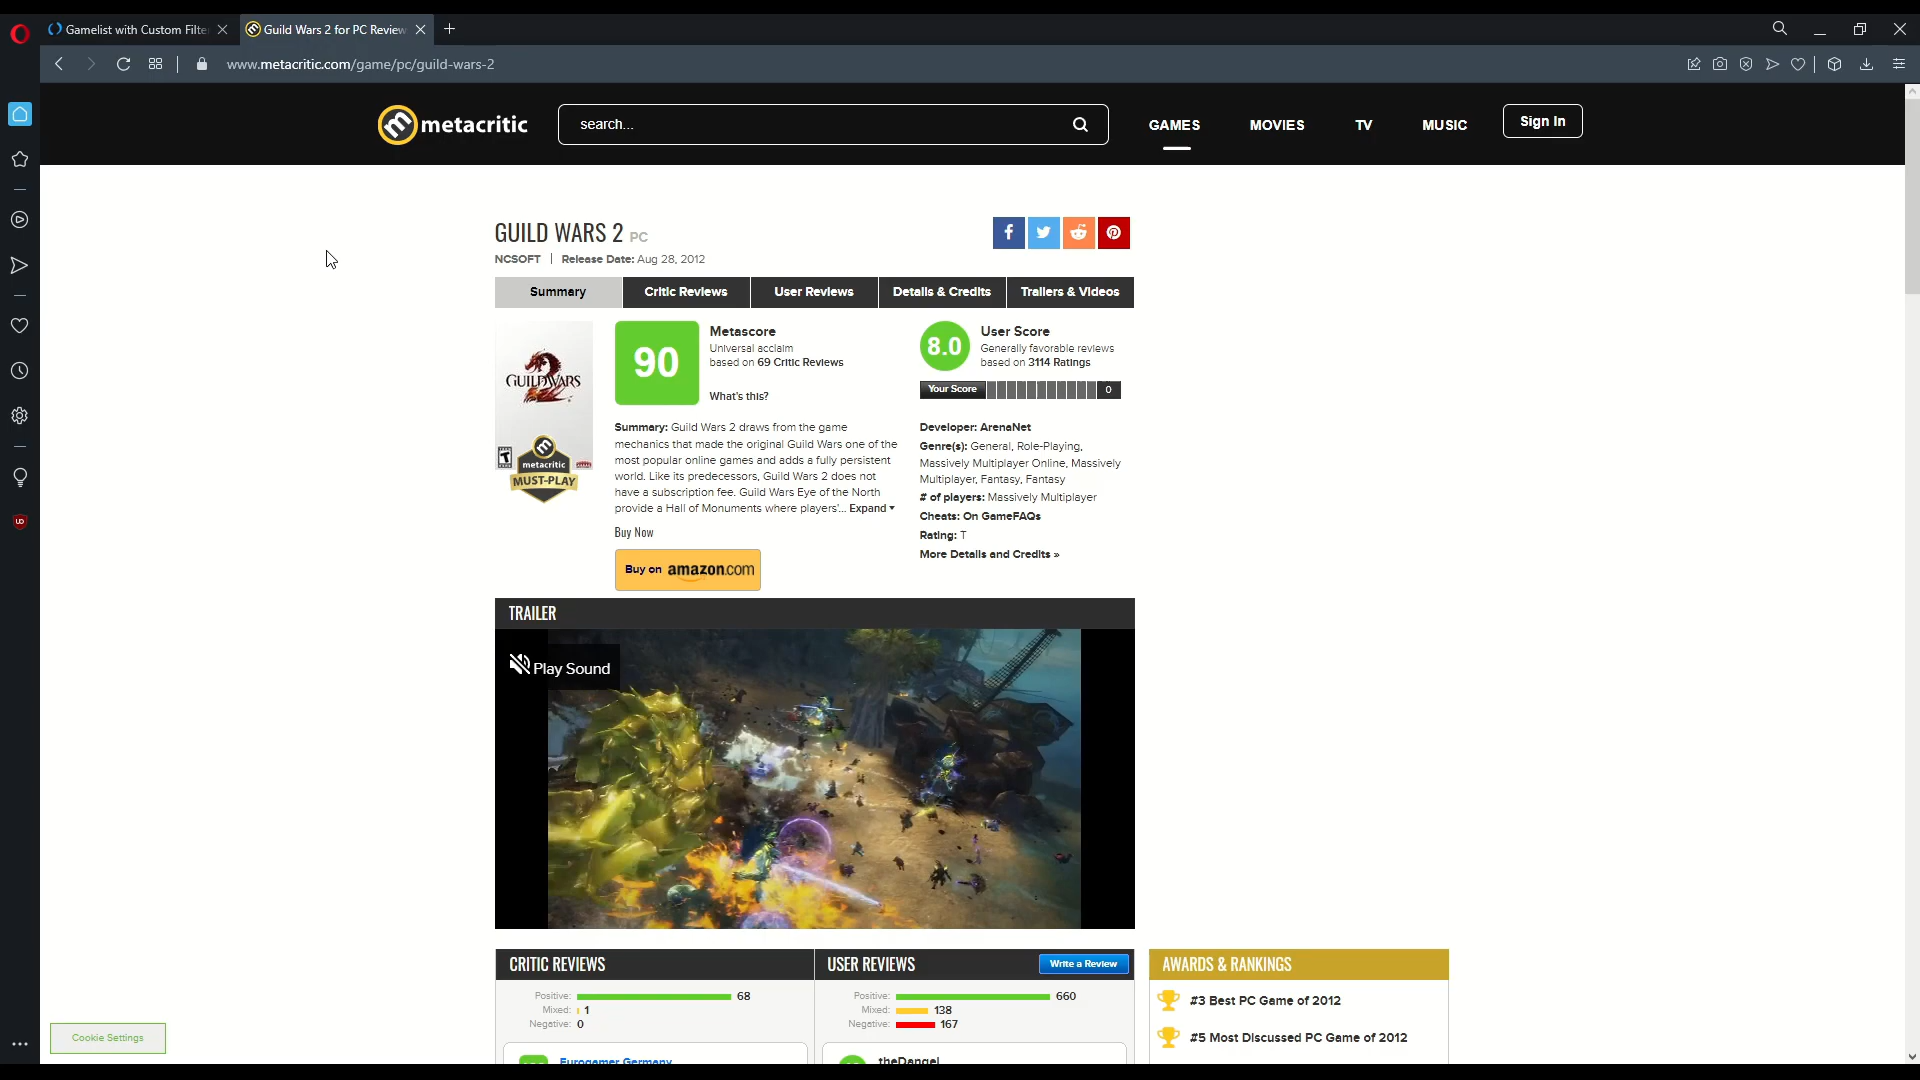 Gamelist with Custom Filte
Guild Wars 2 for PC Review
www.metacritic.com/game/pc/guild-wars-2
metacritic
search...
GAMES
MOVIES
TV
MUSIC
Sign In
GUILD WARS 2 PC
NCSOFT | Release Date: Aug 28, 2012
Summary
Critic Reviews
User Reviews
Details & Credits
Trailers & Videos
GUILD WARS
T
metacritic
MUST-PLAY
90
Metascore
Universal acclaim
based on 69 Critic Reviews
What's this?
Summary: Guild Wars 2 draws from the game
mechanics that made the original Guild Wars one of the
most popular online games and adds a fully persistent
world. Like its predecessors, Guild Wars 2 does not
have a subscription fee. Guild Wars Eye of the North
provide a Hall of Monuments where players'... Expand
Buy Now
Buy on amazon.com
8.0
User Score
Generally favorable reviews
based on 3114 Ratings
Your Score
0
Developer: ArenaNet
Genre(s): General, Role-Playing,
Massively Multiplayer Online, Massively
Multiplayer, Fantasy, Fantasy
# of players: Massively Multiplayer
Cheats: On GameFAQs
Rating: T
More Details and Credits »
TRAILER
Play Sound
CRITIC REVIEWS
Positive: 68
Mixed: 1
Negative: 0
Eurogamer Germany
USER REVIEWS
Write a Review
Positive: 660
Mixed: 138
Negative: 167
theDangel
AWARDS & RANKINGS
#3 Best PC Game of 2012
#5 Most Discussed PC Game of 2012
Cookie Settings